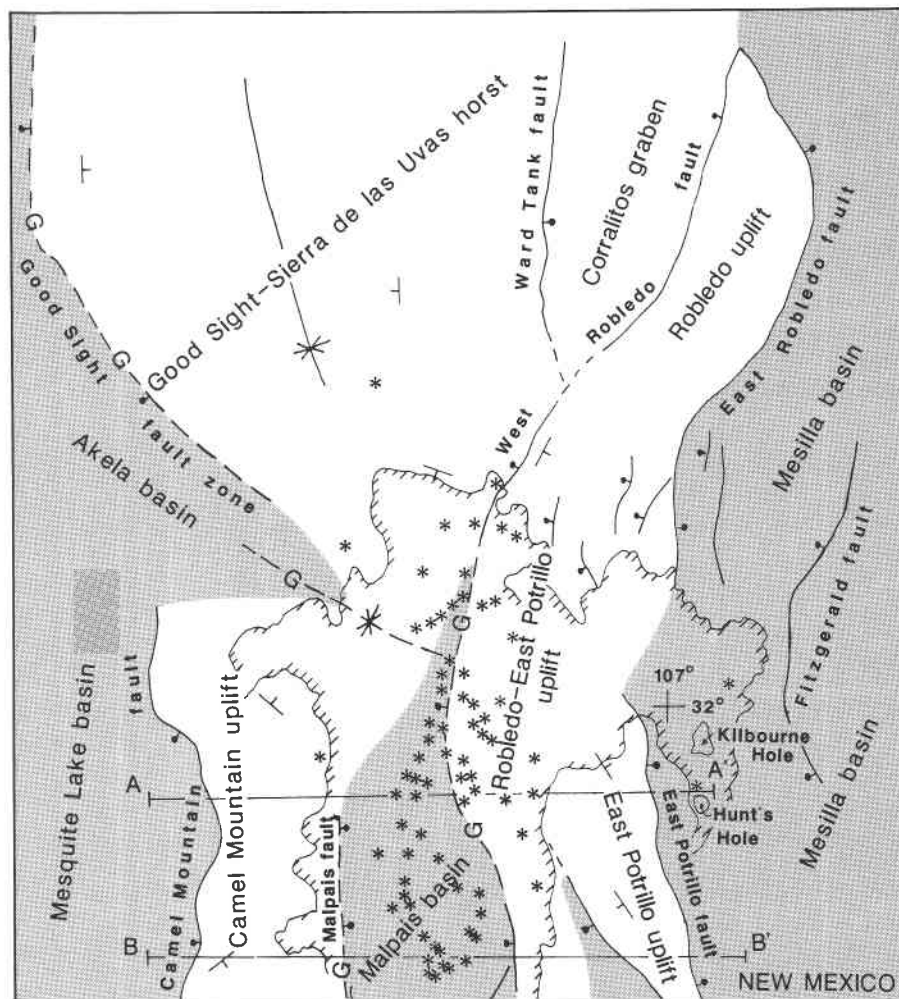 Good Sight-Sierra de las Uvas horst
Ward Tank fault
Corralitos graben
West Robledo fault
Robledo uplift
East Robledo fault
Mesilla basin
G
Good Sight fault zone
G
Akela basin
G
Fitzgerald fault
Mesquite Lake basin
G
Robledo-East Potrillo uplift
107°
32°
Kilbourne Hole
Camel Mountain fault
Camel Mountain uplift
A
A'
Hunt's Hole
Mesilla basin
Malpais fault
G
East Potrillo uplift
East Potrillo fault
Malpais basin
B
B'
G
NEW MEXICO